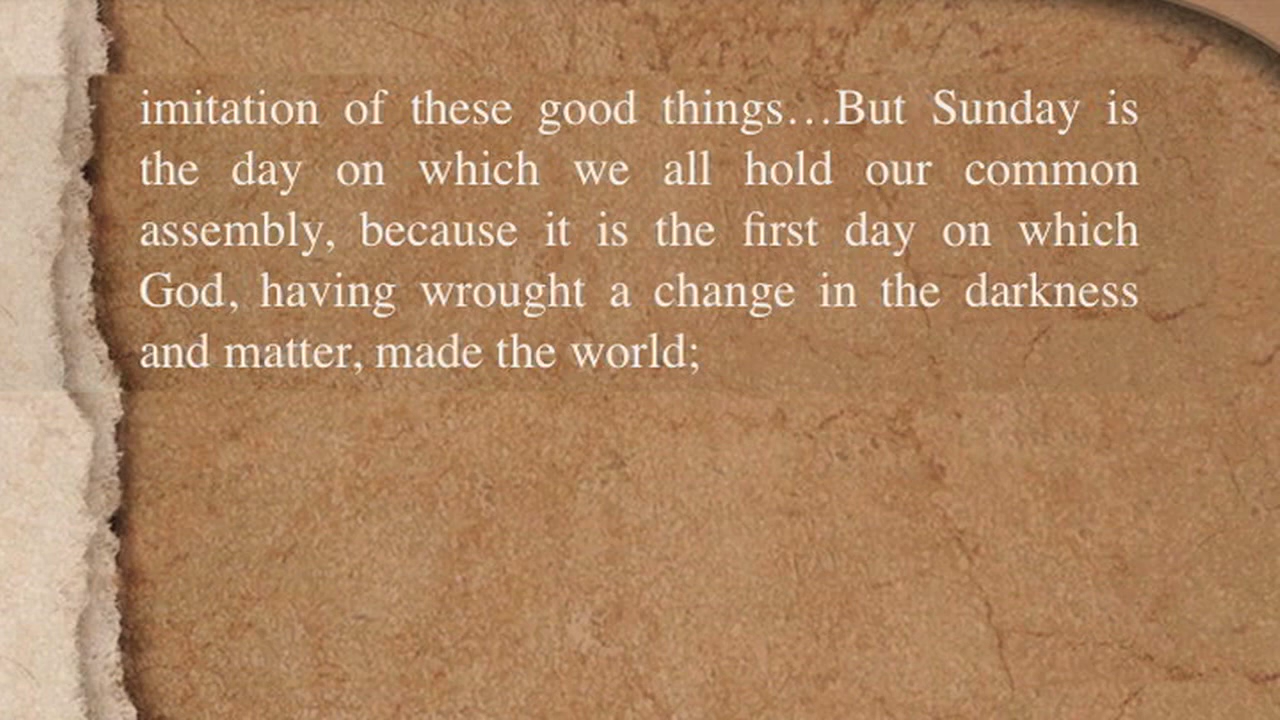 imitation of these good things…But Sunday is
the day on which we all hold our common
assembly, because it is the first day on which
God, having wrought a change in the darkness
and matter, made the world;